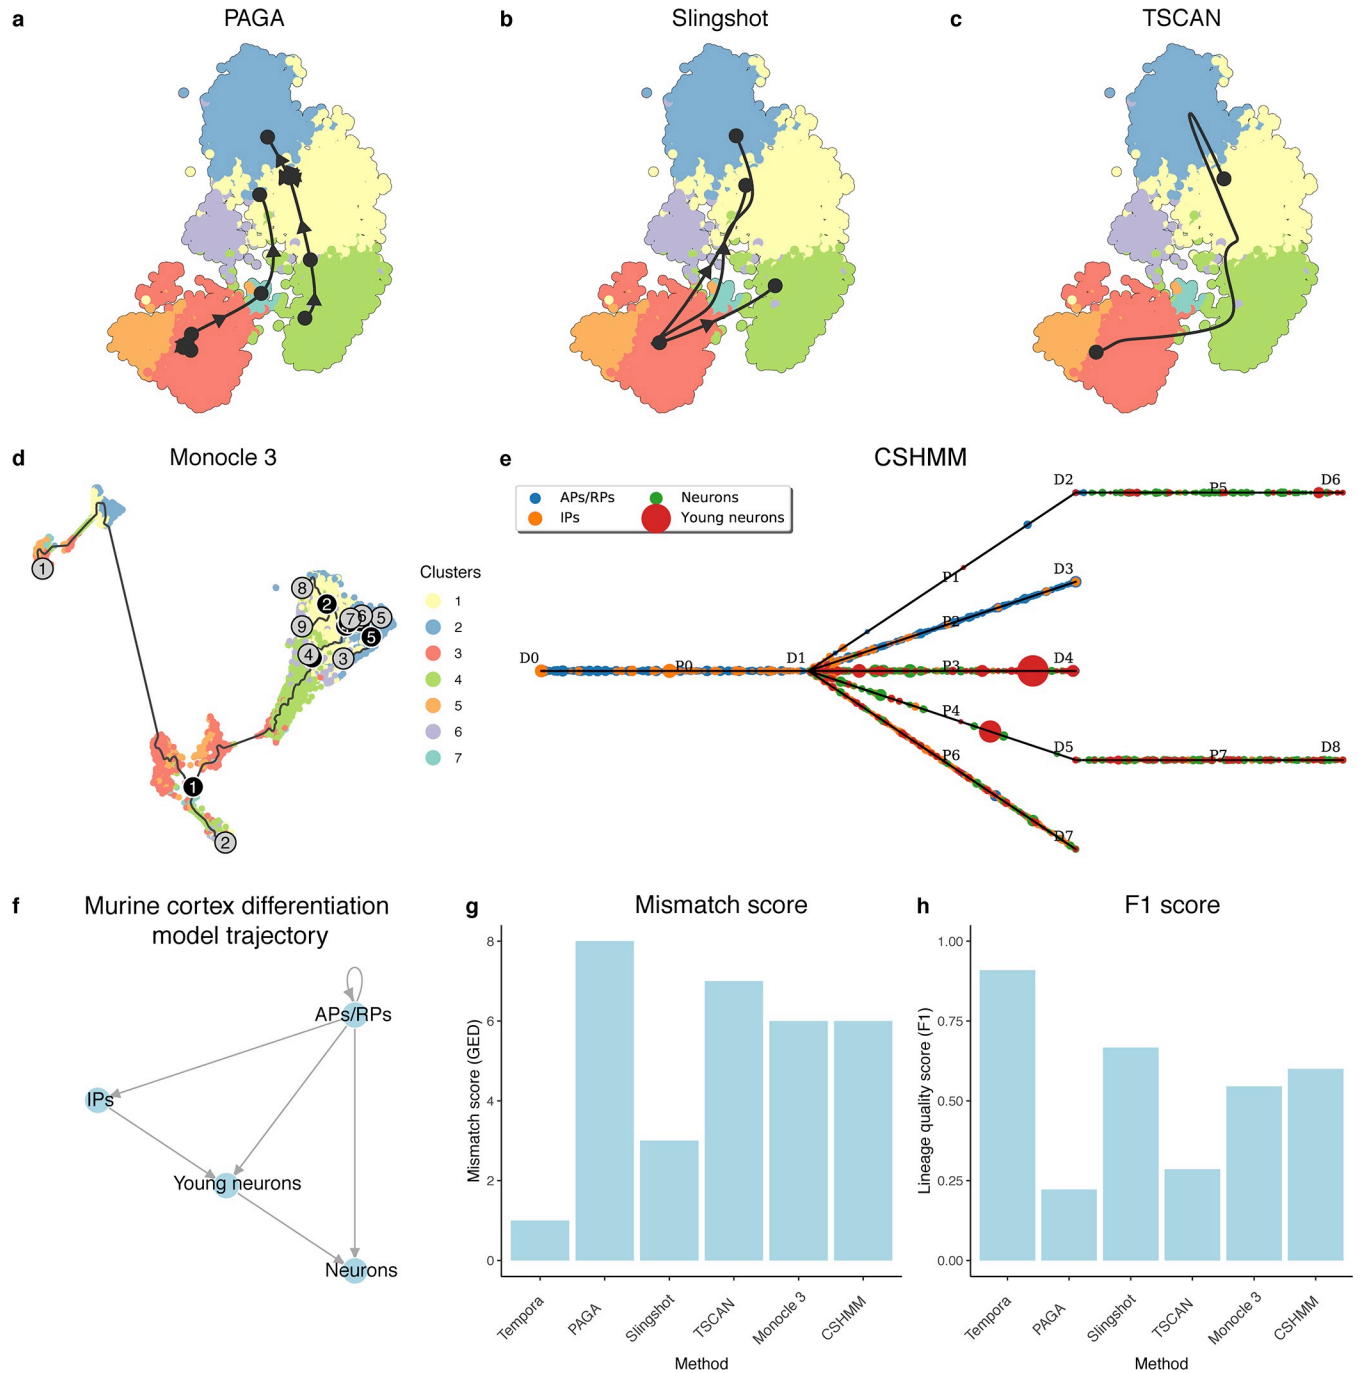 a
PAGA
b
Slingshot
c
TSCAN
d
Monocle 3
1
2
1
2
3
4
5
6
7
8
9
2
5
Clusters
1
2
3
4
5
6
7
e
CSHMM
APs/RPs
IPs
Neurons
Young neurons
D0
P0
D1
P1
D2
P5
D6
P2
D3
P3
D4
P4
D5
P7
D8
P6
D7
f
Murine cortex differentiation
model trajectory
APs/RPs
IPs
Young neurons
Neurons
g
Mismatch score
Mismatch score (GED)
8
6
4
2
0
Tempora
PAGA
Slingshot
TSCAN
Monocle 3
CSHMM
Method
h
F1 score
Lineage quality score (F1)
1.00
0.75
0.50
0.25
0.00
Tempora
PAGA
Slingshot
TSCAN
Monocle 3
CSHMM
Method